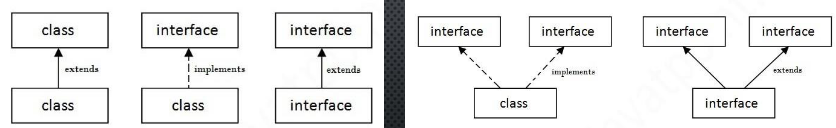 class interface interface
extends implements extends
class class interface
interface interface
implements
class
interface interface
extends
interface